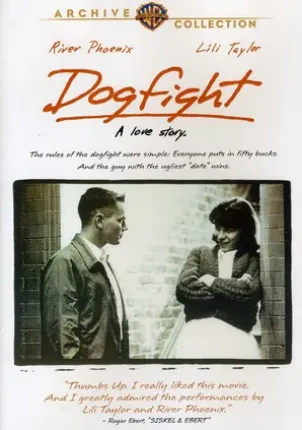 ARCHIVE WB COLLECTION
River Phoenix Lili Taylor
Dogfight
A love story.
The rules of the dogfight were simple: Everyone puts in fifty bucks.
And the guy with the ugliest "date" wins.
"Thumbs Up. I really liked this movie.
And I greatly admired the performances by
Lili Taylor and River Phoenix."
- Roger Ebert, "SISKEL & EBERT"